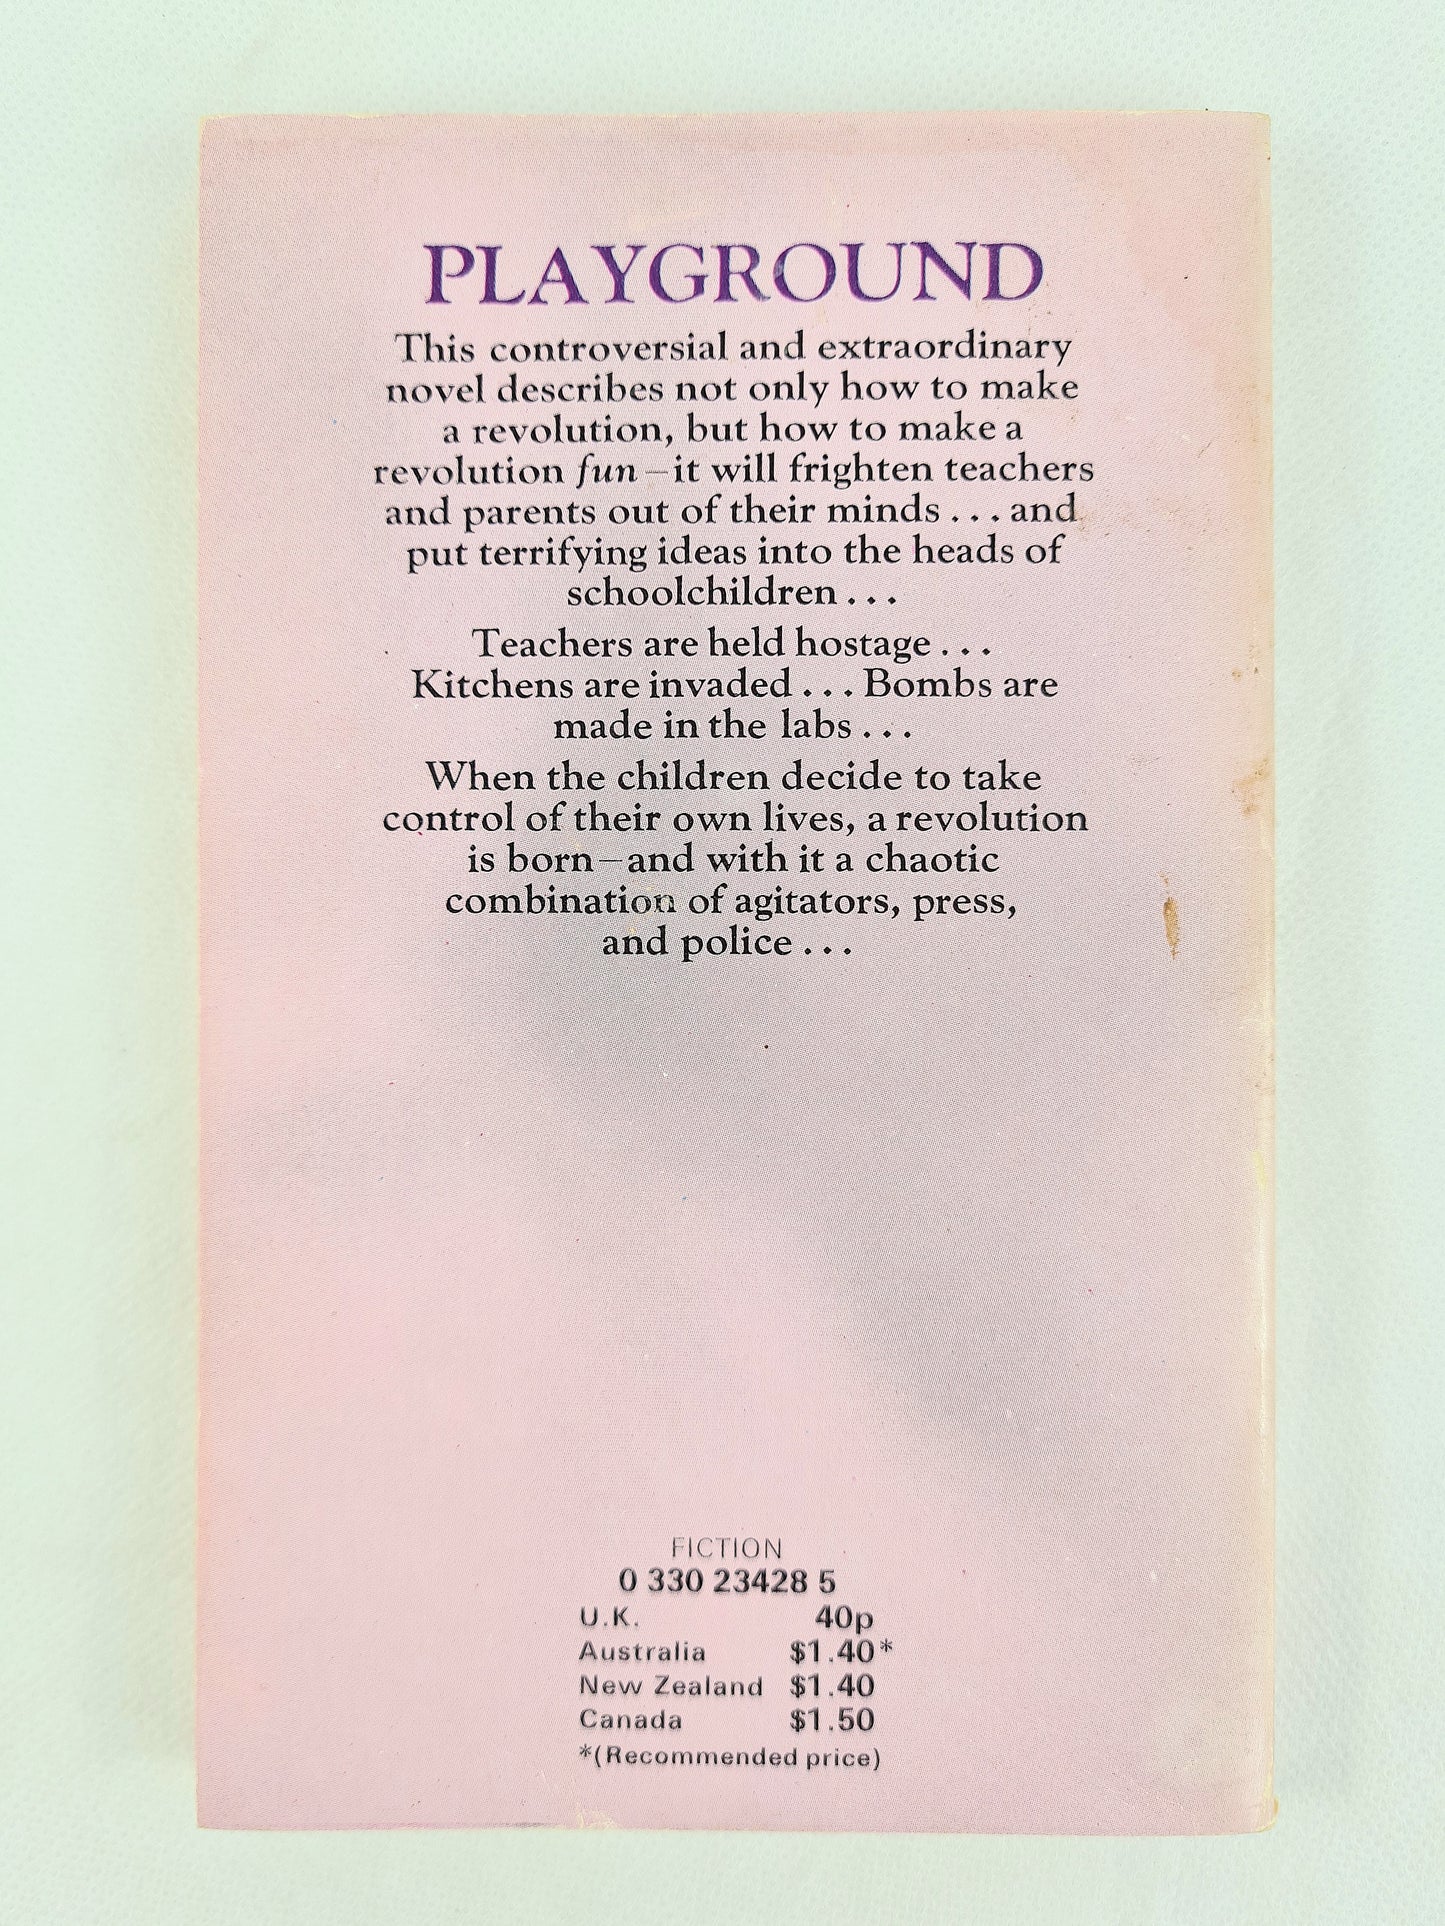 PLAYGROUND
This controversial and extraordinary
novel describes not only how to make
a revolution, but how to make a
revolution fun—it will frighten teachers
and parents out of their minds . . . and
put terrifying ideas into the heads of
schoolchildren . . .
Teachers are held hostage . . .
Kitchens are invaded . . . Bombs are
made in the labs . . .
When the children decide to take
control of their own lives, a revolution
is born—and with it a chaotic
combination of agitators, press,
and police . . .
FICTION
0 330 23428 5
U.K. 40p
Australia $1.40*
New Zealand $1.40
Canada $1.50
*(Recommended price)